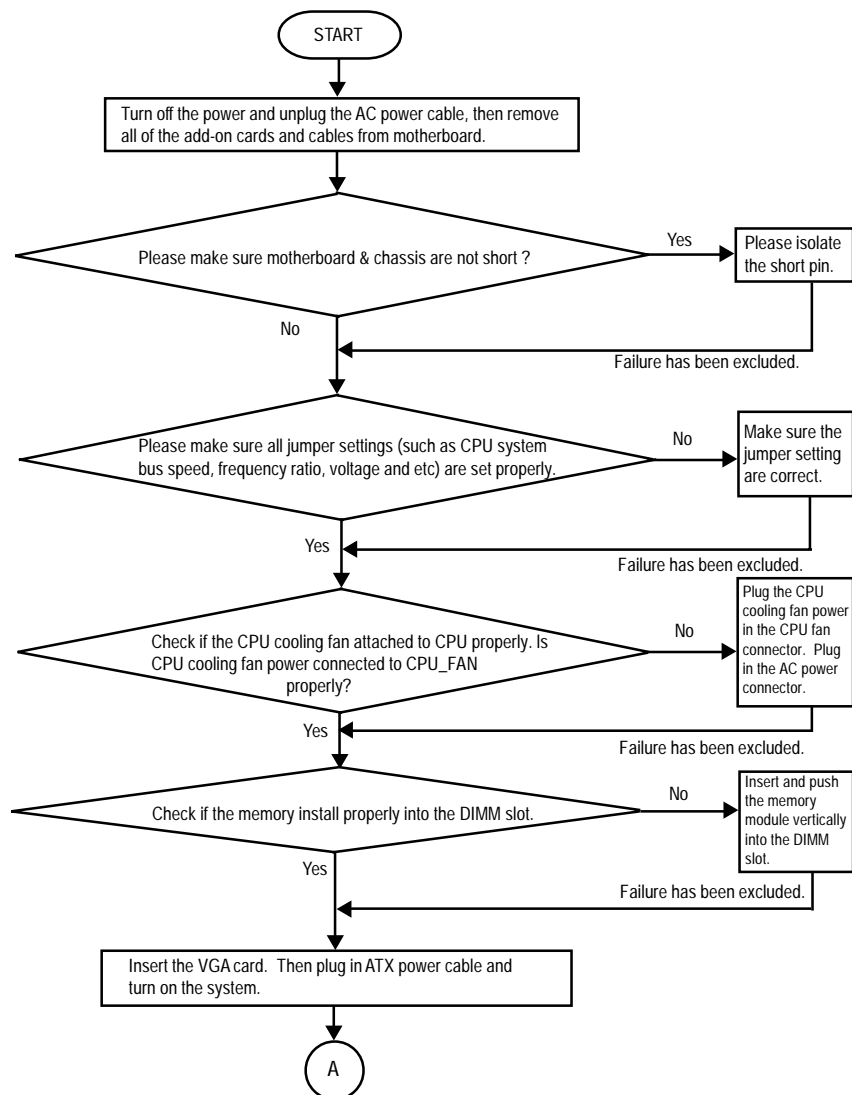 START
Turn off the power and unplug the AC power cable, then remove
all of the add-on cards and cables from motherboard.
Please make sure motherboard & chassis are not short ?
Yes
Please isolate
the short pin.
No
Failure has been excluded.
Please make sure all jumper settings (such as CPU system
bus speed, frequency ratio, voltage and etc) are set properly.
No
Make sure the
jumper setting
are correct.
Yes
Failure has been excluded.
Check if the CPU cooling fan attached to CPU properly. Is
CPU cooling fan power connected to CPU_FAN
properly?
No
Plug the CPU
cooling fan power
in the CPU fan
connector. Plug
in the AC power
connector.
Yes
Failure has been excluded.
Check if the memory install properly into the DIMM slot.
No
Insert and push
the memory
module vertically
into the DIMM
slot.
Yes
Failure has been excluded.
Insert the VGA card. Then plug in ATX power cable and
turn on the system.
A